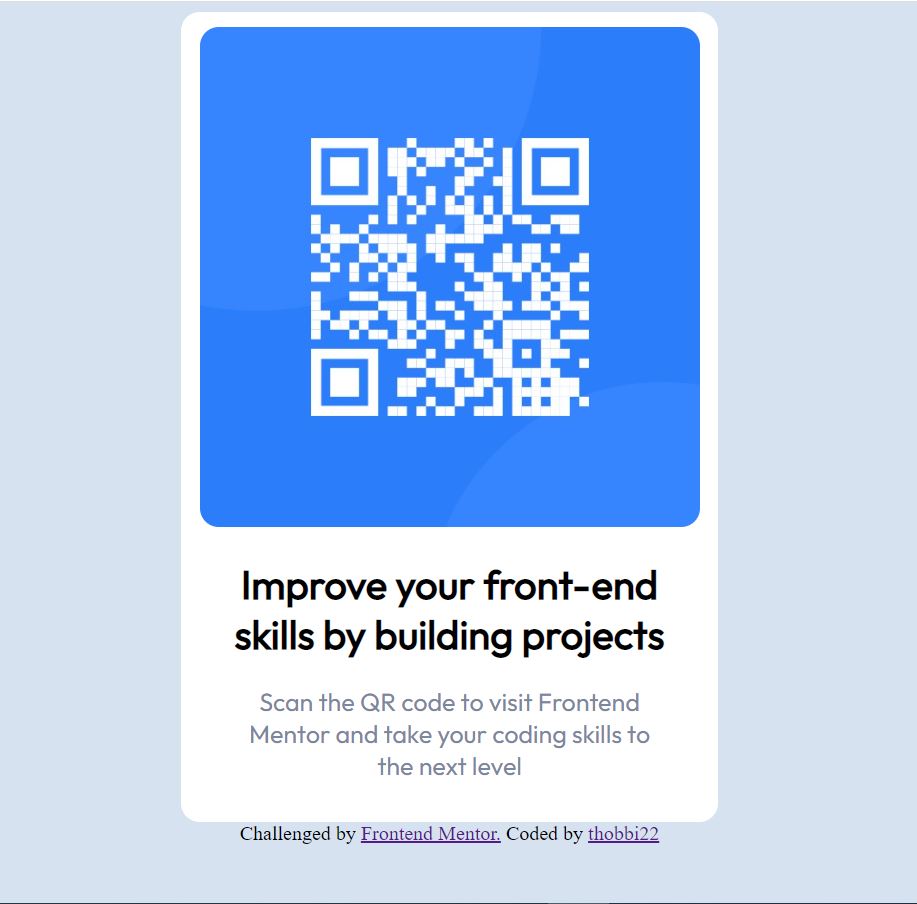 Improve your front-end
skills by building projects
Scan the QR code to visit Frontend
Mentor and take your coding skills to
the next level
Challenged by Frontend Mentor. Coded by thobbi22